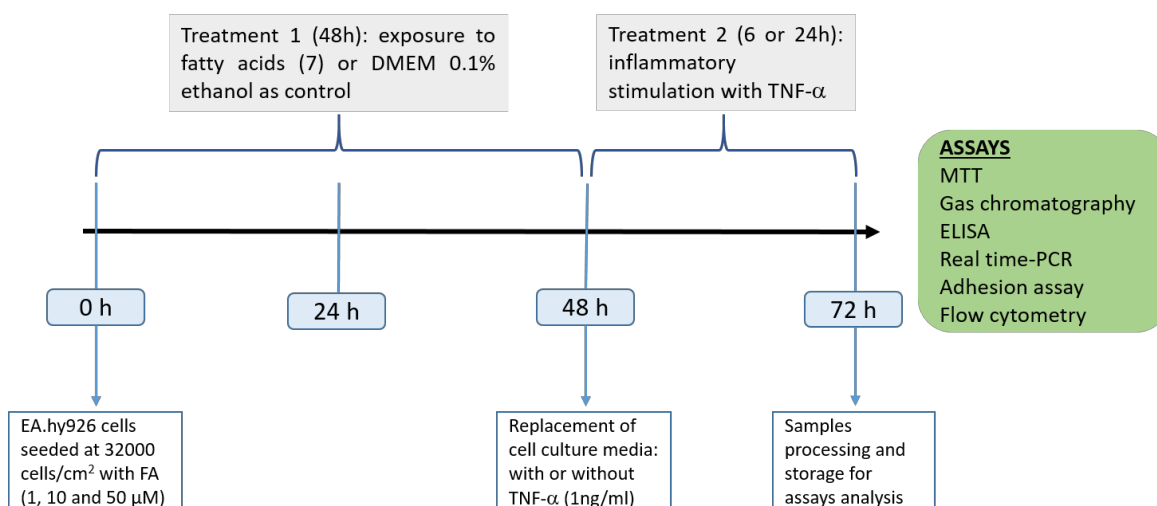 Treatment 1 (48h): exposure to
fatty acids (7) or DMEM 0.1%
ethanol as control
Treatment 2 (6 or 24h):
inflammatory
stimulation with TNF-α
ASSAYS
MTT
Gas chromatography
ELISA
Real time-PCR
Adhesion assay
Flow cytometry
0 h
24 h
48 h
72 h
EA.hy926 cells
seeded at 32000
cells/cm² with FA
(1, 10 and 50 µM)
Replacement of
cell culture media:
with or without
TNF-α (1ng/ml)
Samples
processing and
storage for
assays analysis